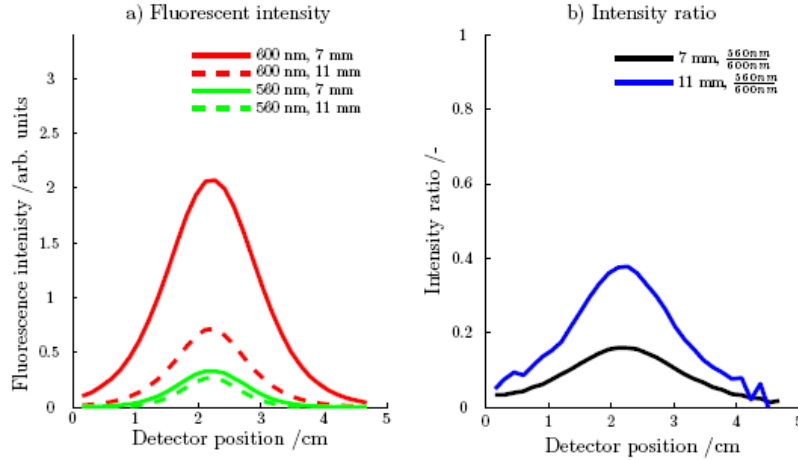 a) Fluorescent intensity
600 nm, 7 mm
600 nm, 11 mm
560 nm, 7 mm
560 nm, 11 mm
Fluorescence intenisty /arb. units
3
2.5
2
1.5
1
0.5
0
0
1
2
3
4
5
Detector position /cm
b) Intensity ratio
7 mm, 560nm/600nm
11 mm, 560nm/600nm
Intensity ratio /-
1
0.8
0.6
0.4
0.2
0
0
1
2
3
4
5
Detector position /cm